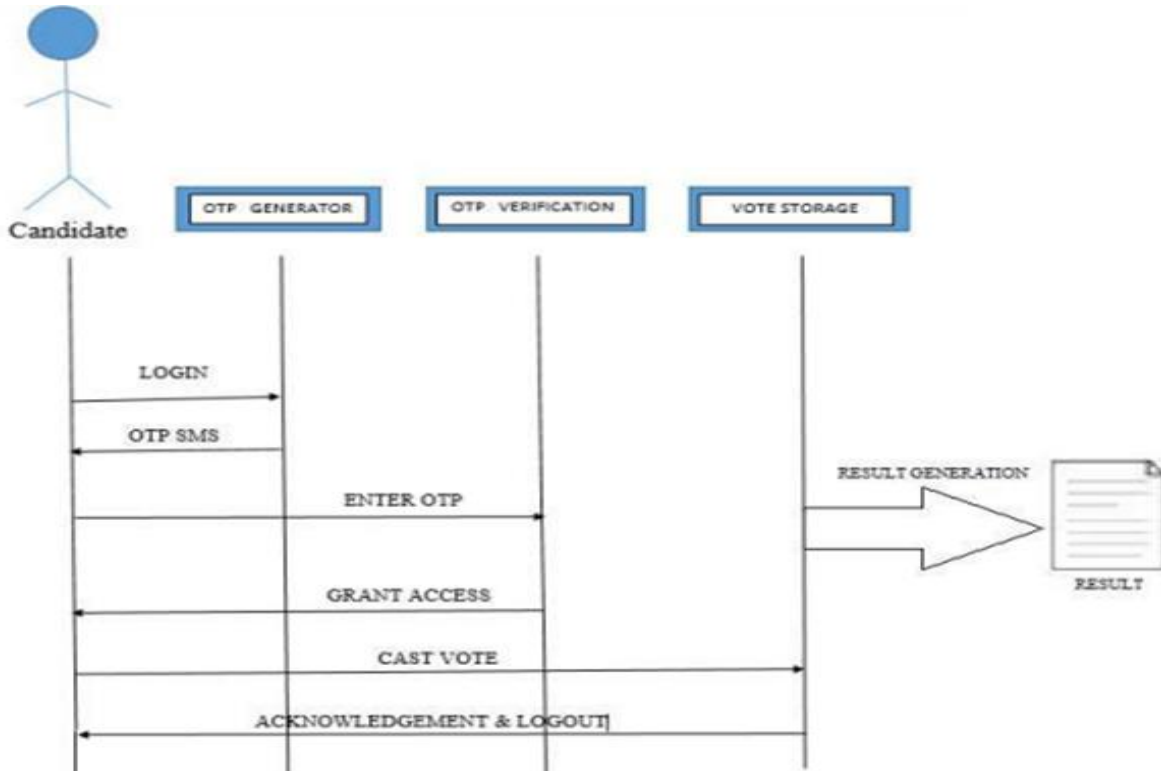 Candidate
OTP GENERATOR
OTP VERIFICATION
VOTE STORAGE
LOGIN
OTP SMS
RESULT GENERATION
ENTER OTP
RESULT
GRANT ACCESS
CAST VOTE
ACKNOWLEDGEMENT & LOGOUT